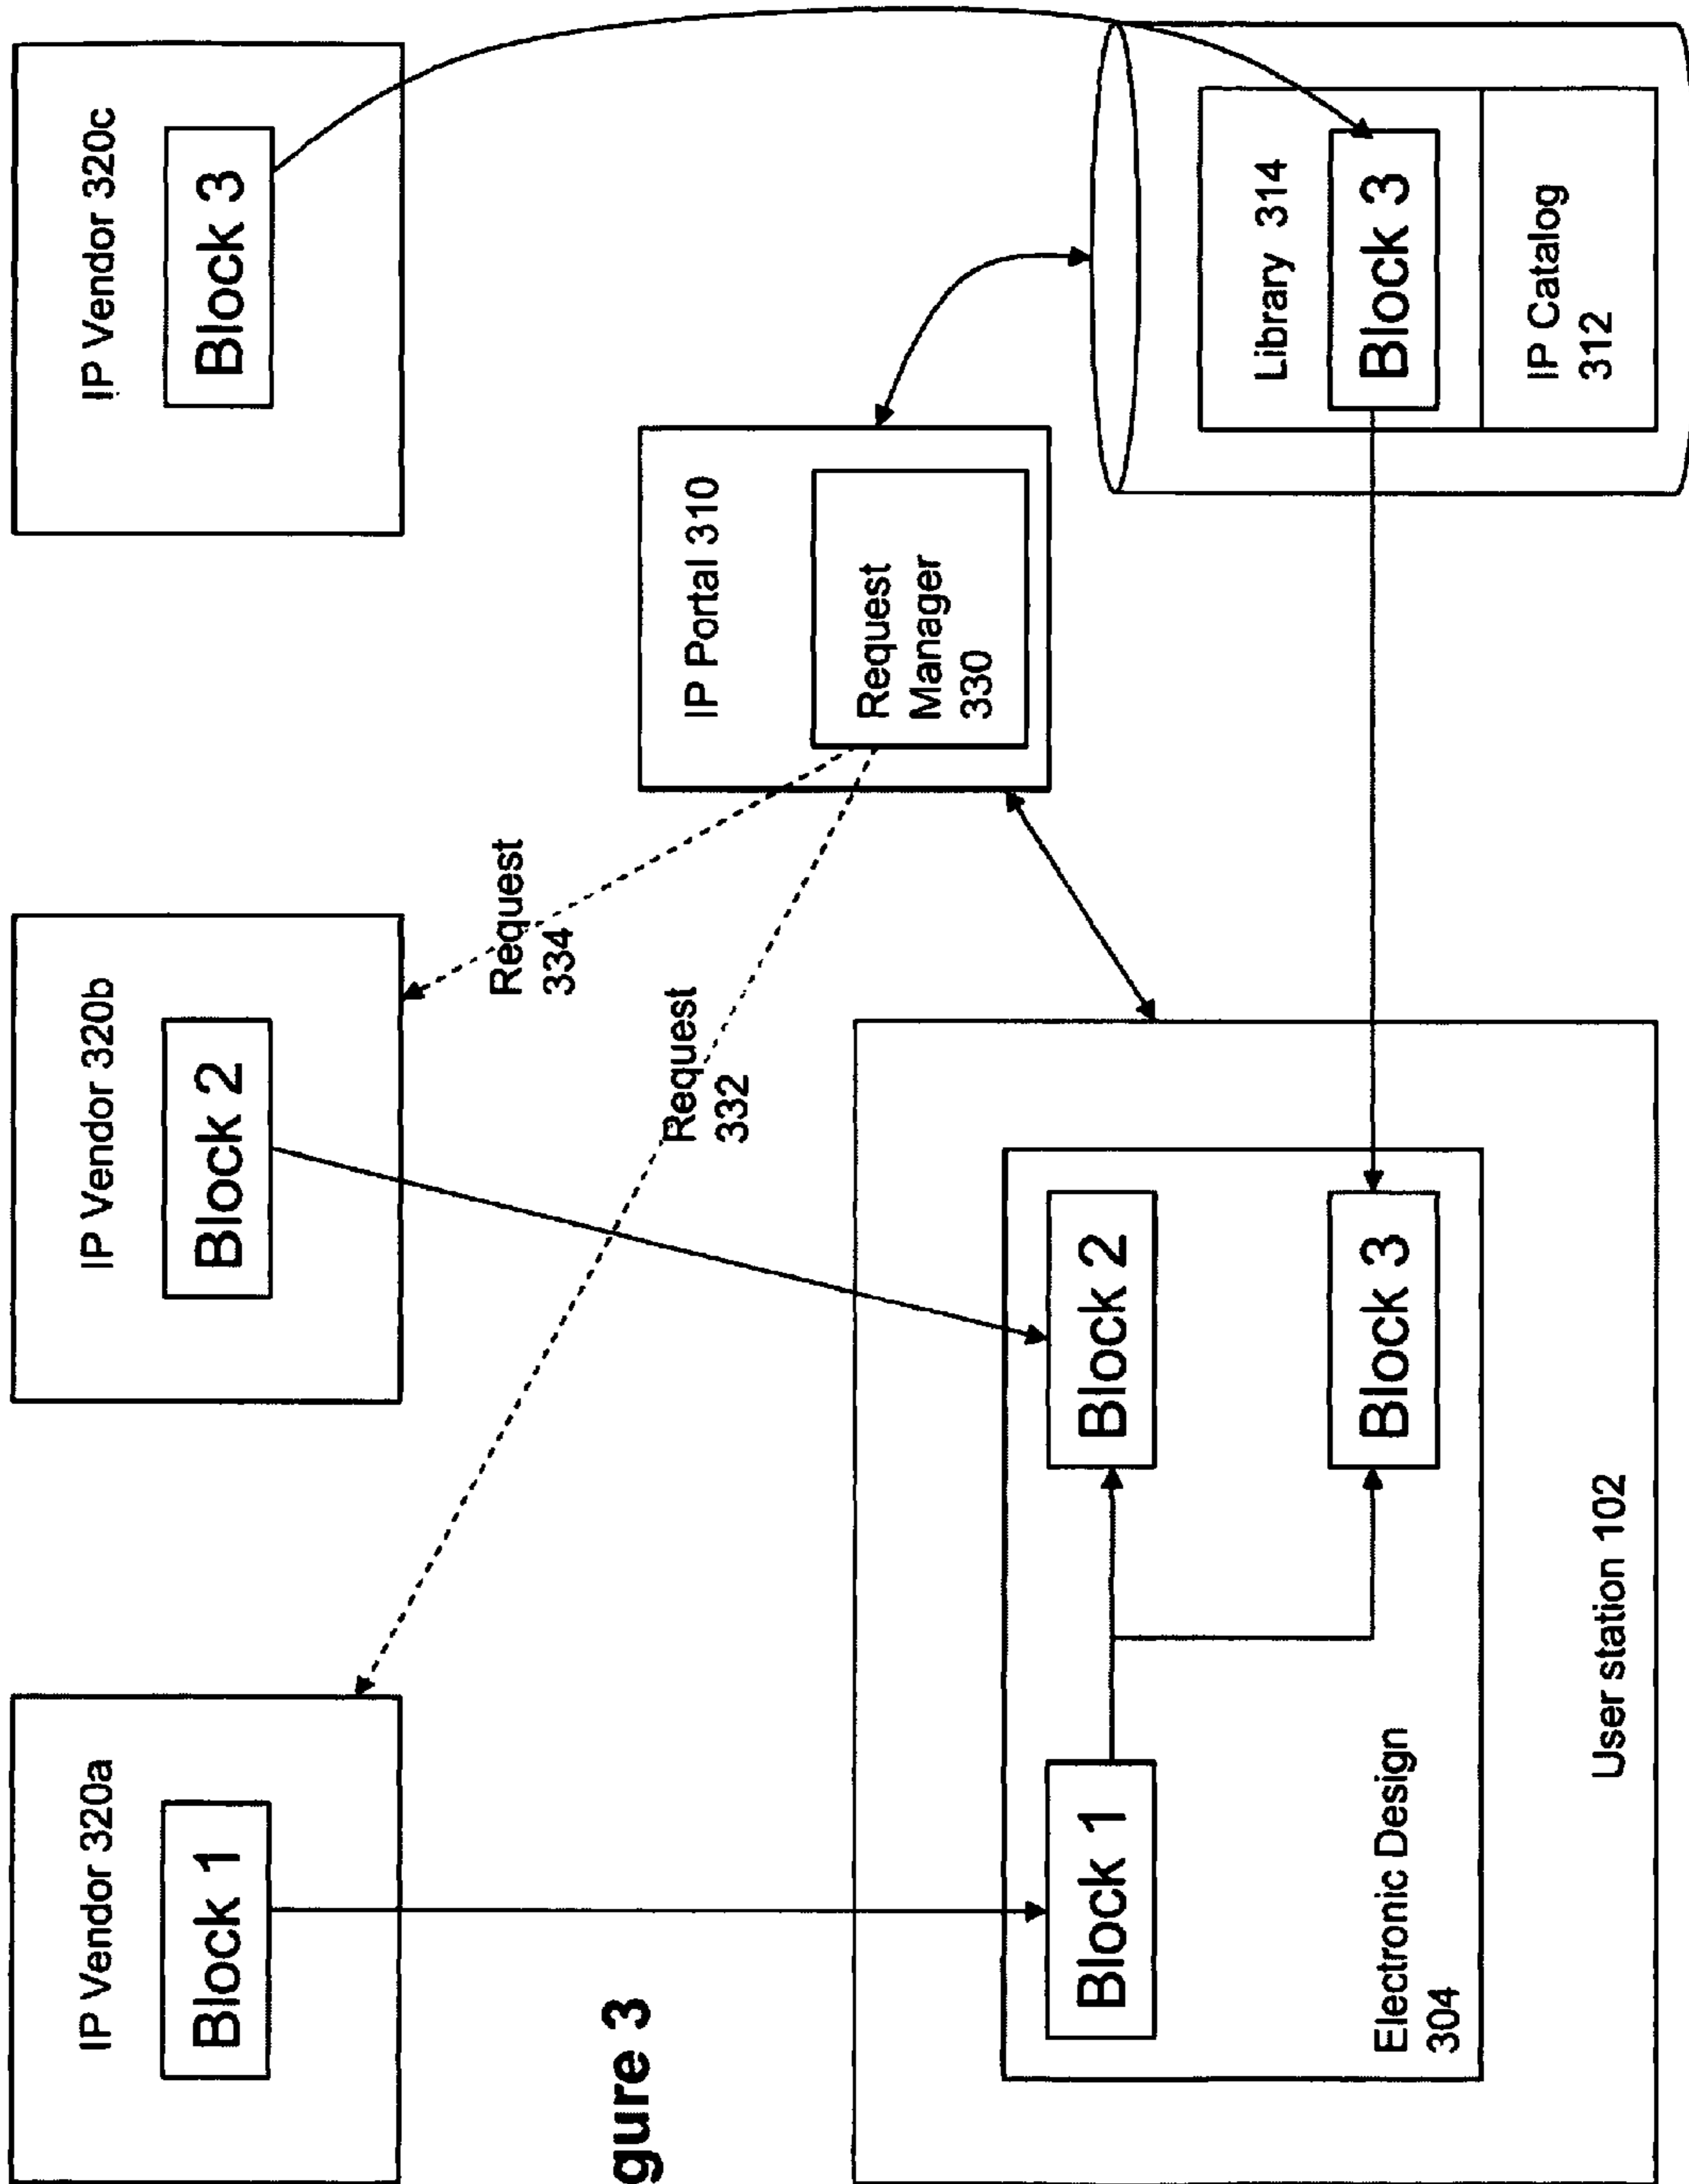 IP Vendor 320a
Block 1
IP Vendor 320b
Block 2
IP Vendor 320c
Block 3
gure 3
Request
334
Request
332
IP Portal 310
Request
Manager
330
Block 1
Block 2
Block 3
Electronic Design
304
User station 102
Library 314
Block 3
IP Catalog
312